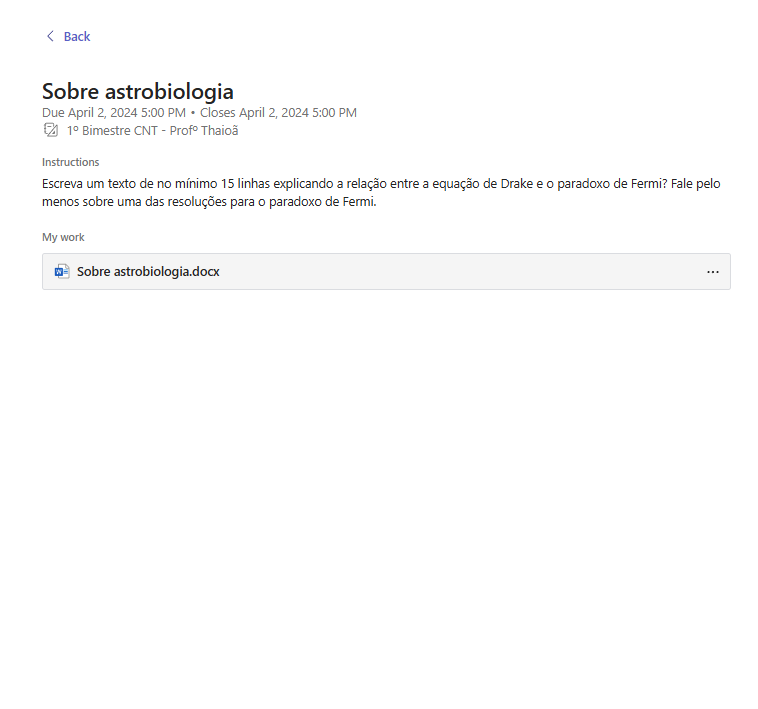 Back
Sobre astrobiologia
Due April 2, 2024 5:00 PM • Closes April 2, 2024 5:00 PM
1º Bimestre CNT - Profº Thaioã
Instructions
Escreva um texto de no mínimo 15 linhas explicando a relação entre a equação de Drake e o paradoxo de Fermi? Fale pelo
menos sobre uma das resoluções para o paradoxo de Fermi.
My work
Sobre astrobiologia.docx